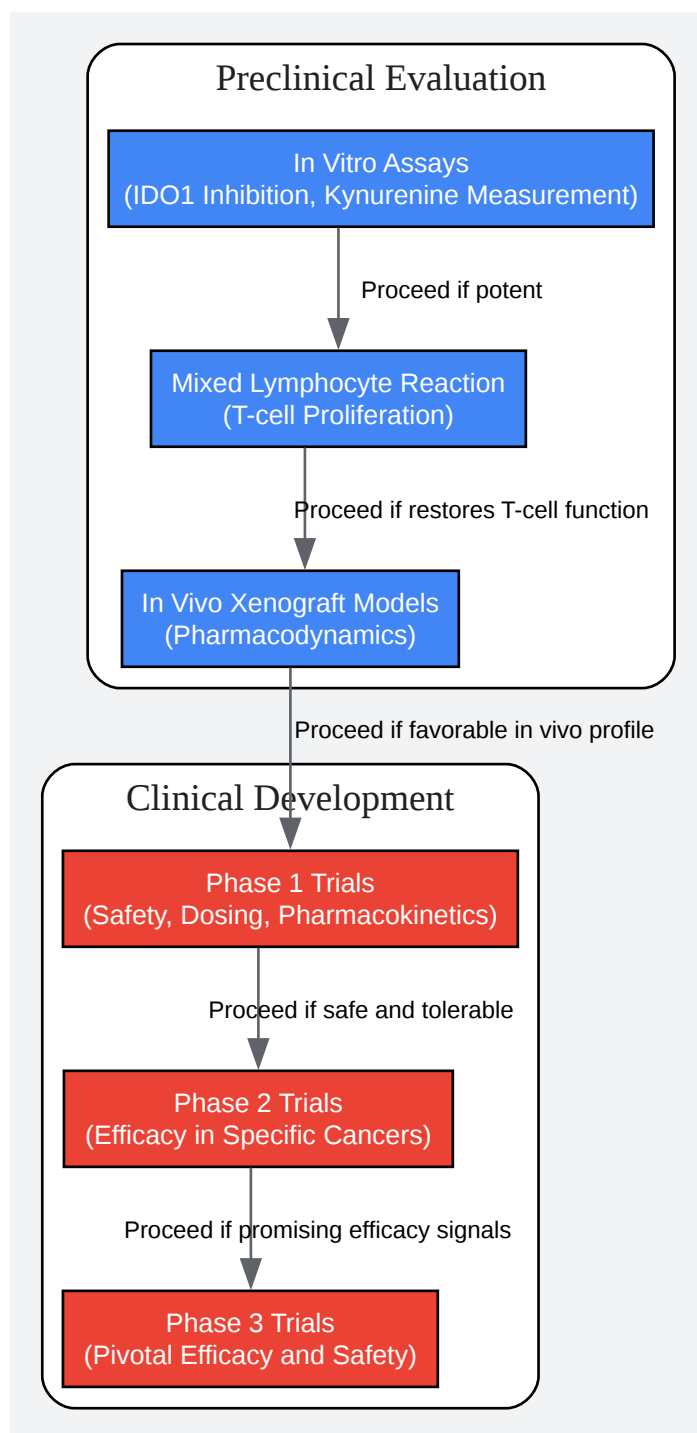 Preclinical Evaluation
In Vitro Assays
(IDO1 Inhibition, Kynurenine Measurement)
Proceed if potent
Mixed Lymphocyte Reaction
(T-cell Proliferation)
Proceed if restores T-cell function
In Vivo Xenograft Models
(Pharmacodynamics)
Proceed if favorable in vivo profile
Clinical Development
Phase 1 Trials
(Safety, Dosing, Pharmacokinetics)
Proceed if safe and tolerable
Phase 2 Trials
(Efficacy in Specific Cancers)
Proceed if promising efficacy signals
Phase 3 Trials
(Pivotal Efficacy and Safety)